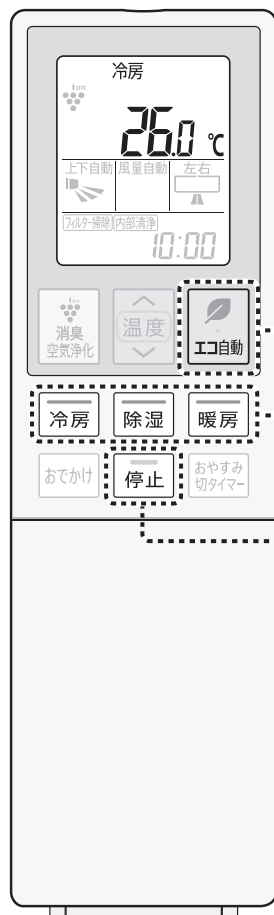 冷房
ion
26.0 ℃
上下自動 風量自動 左右
フィルター掃除 内部清浄
10:00
消臭
空気浄化
温度
エコ自動
冷房 除湿 暖房
おでかけ
停止
おやすみ
切タイマー